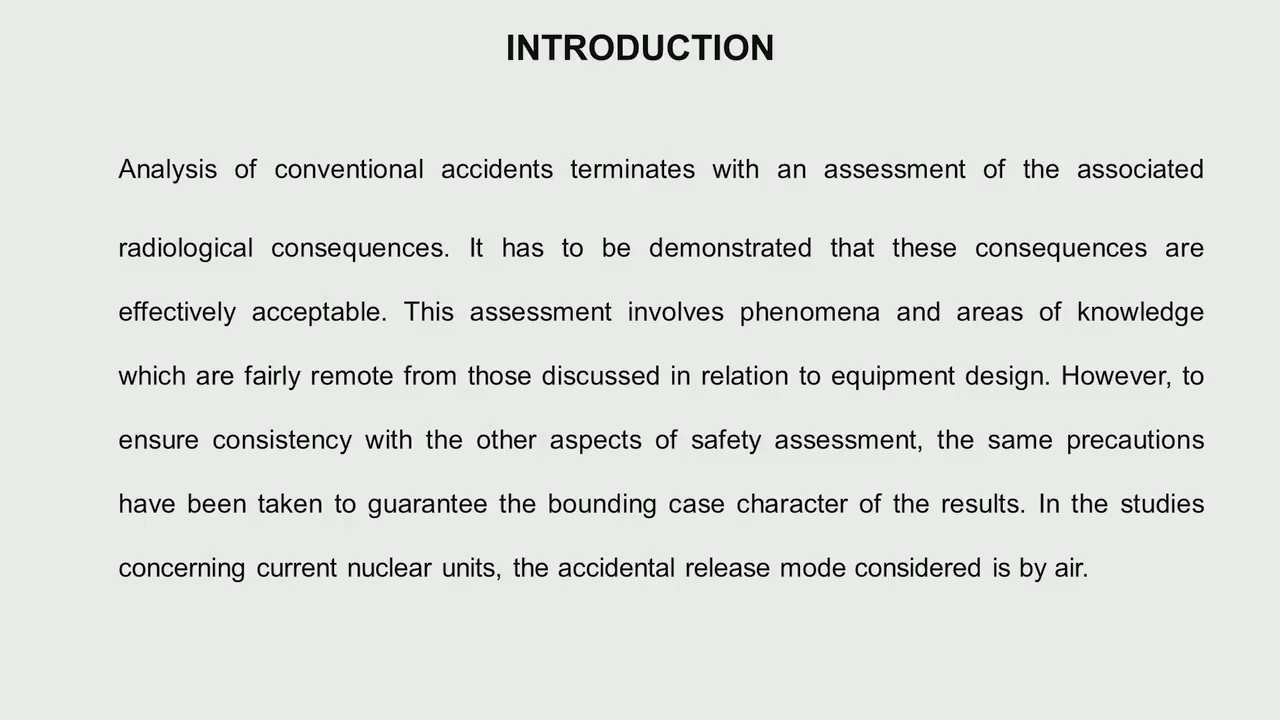 INTRODUCTION
Analysis of conventional accidents terminates with an assessment of the associated
radiological consequences. It has to be demonstrated that these consequences are
effectively acceptable. This assessment involves phenomena and areas of knowledge
which are fairly remote from those discussed in relation to equipment design. However, to
ensure consistency with the other aspects of safety assessment, the same precautions
have been taken to guarantee the bounding case character of the results. In the studies
concerning current nuclear units, the accidental release mode considered is by air.